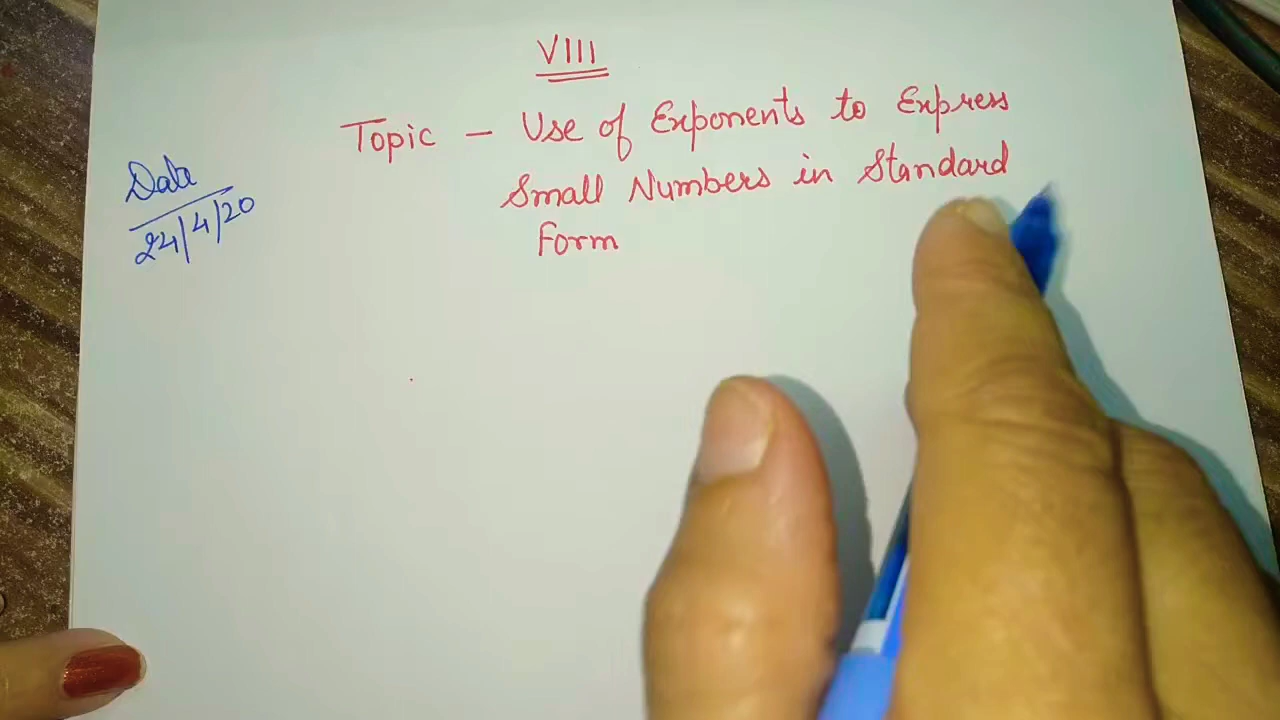 VIII
Topic - Use of Exponents to Express
Small Numbers in Standard
Form
Date
24/4/20